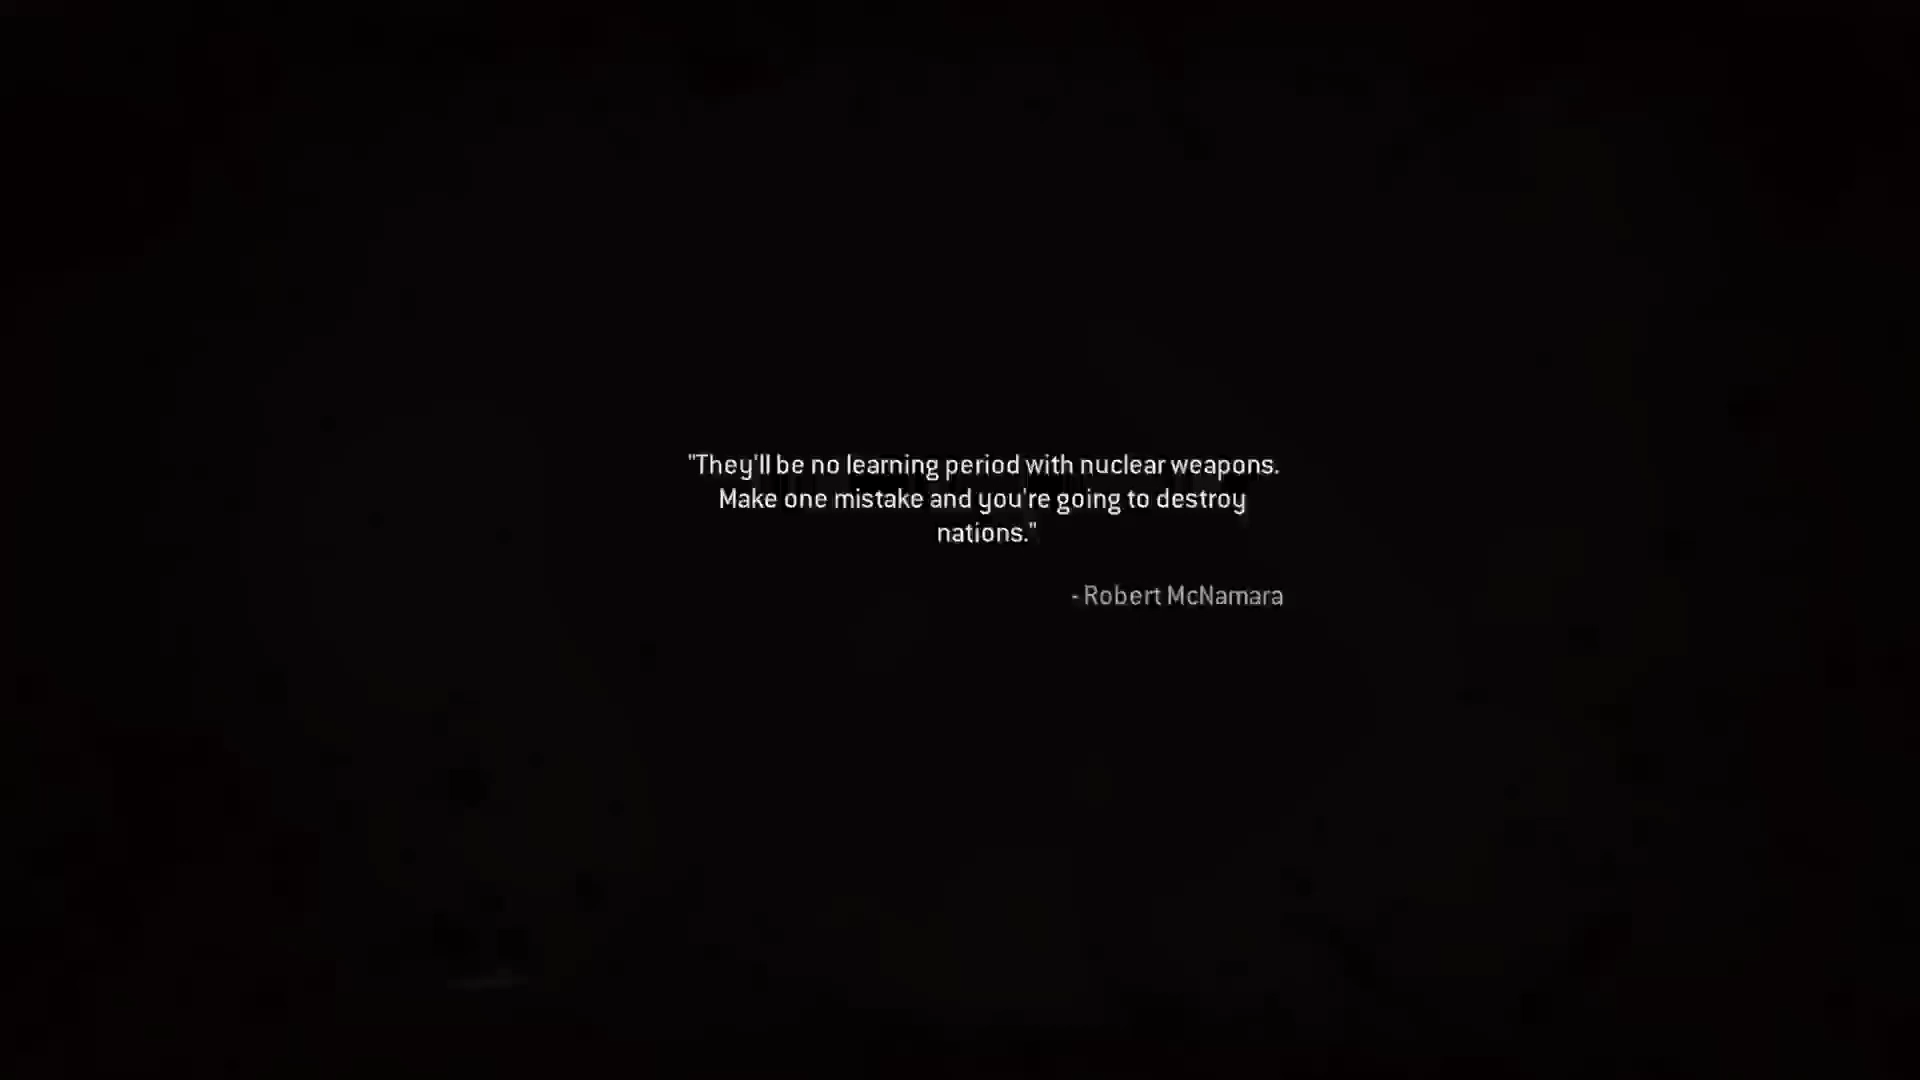 "They'll be no learning period with nuclear weapons.
Make one mistake and you're going to destroy
nations."
- Robert McNamara